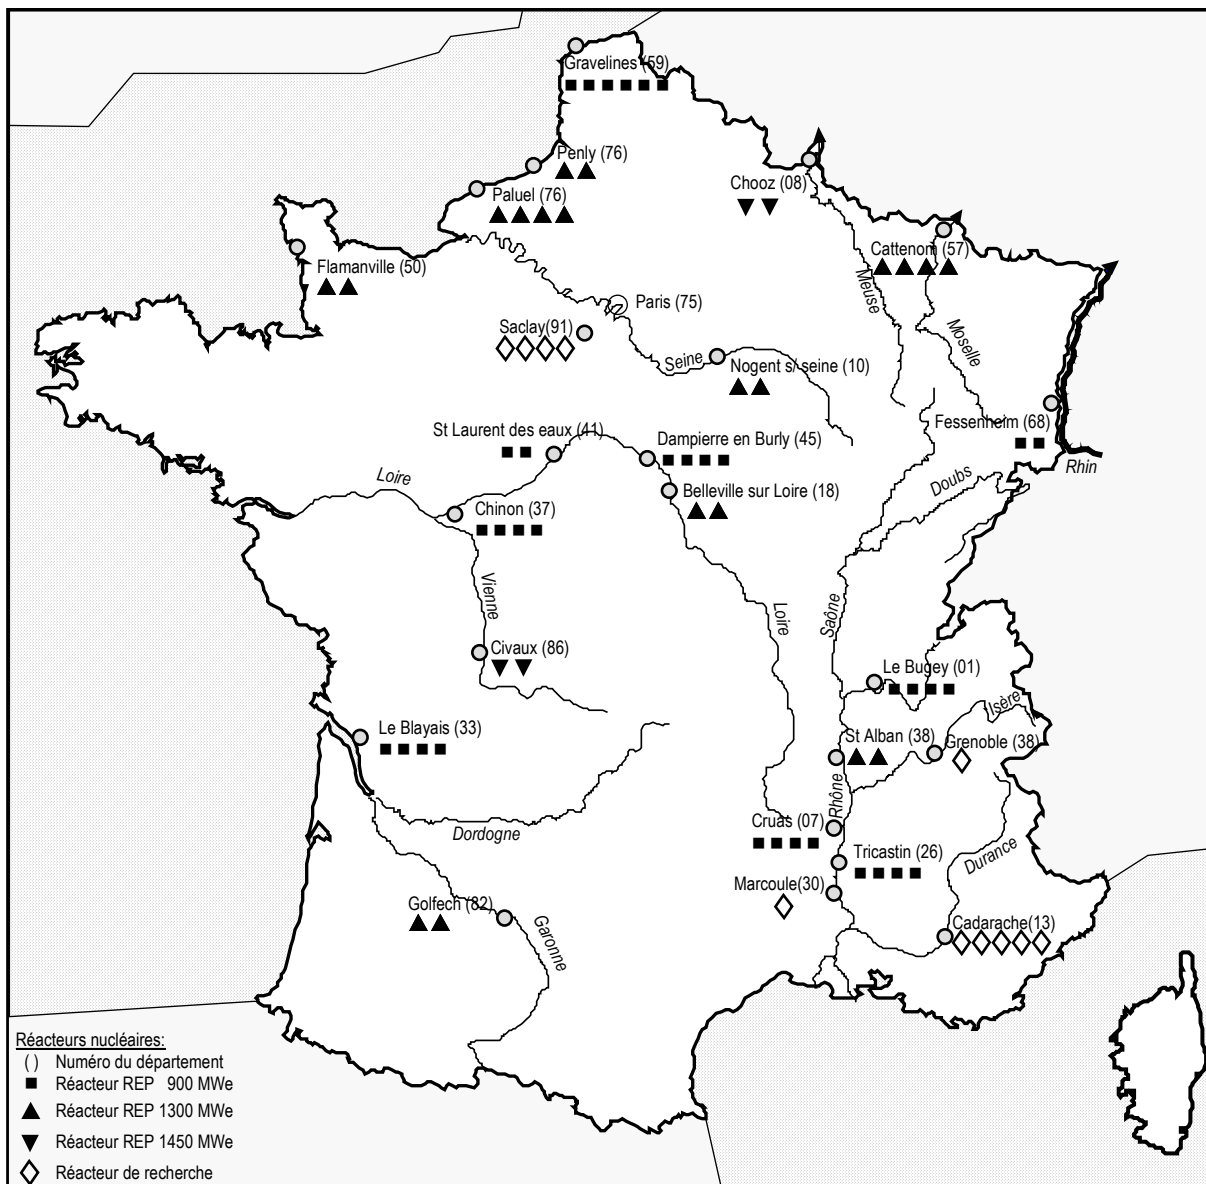 Gravelines (59)
Penly (76)
Chooz (08)
Paluel (76)
Cattenom (57)
Flamanville (50)
Meuse
Paris (75)
Saclay(91)
Moselle
Seine
Nogent s/ seine (10)
Fessenheim (68)
St Laurent des eaux (41)
Dampierre en Burly (45)
Rhin
Loire
Doubs
Belleville sur Loire (18)
Chinon (37)
Vienne
Loire
Saône
Civaux (86)
Le Bugey (01)
Isère
Le Blayais (33)
St Alban (38)
Grenoble (38)
Rhône
Cruas (07)
Dordogne
Tricastin (26)
Durance
Marcoule(30)
Golfech (82)
Cadarache(13)
Garonne
Réacteurs nucléaires:
( ) Numéro du département
Réacteur REP 900 MWe
Réacteur REP 1300 MWe
Réacteur REP 1450 MWe
Réacteur de recherche